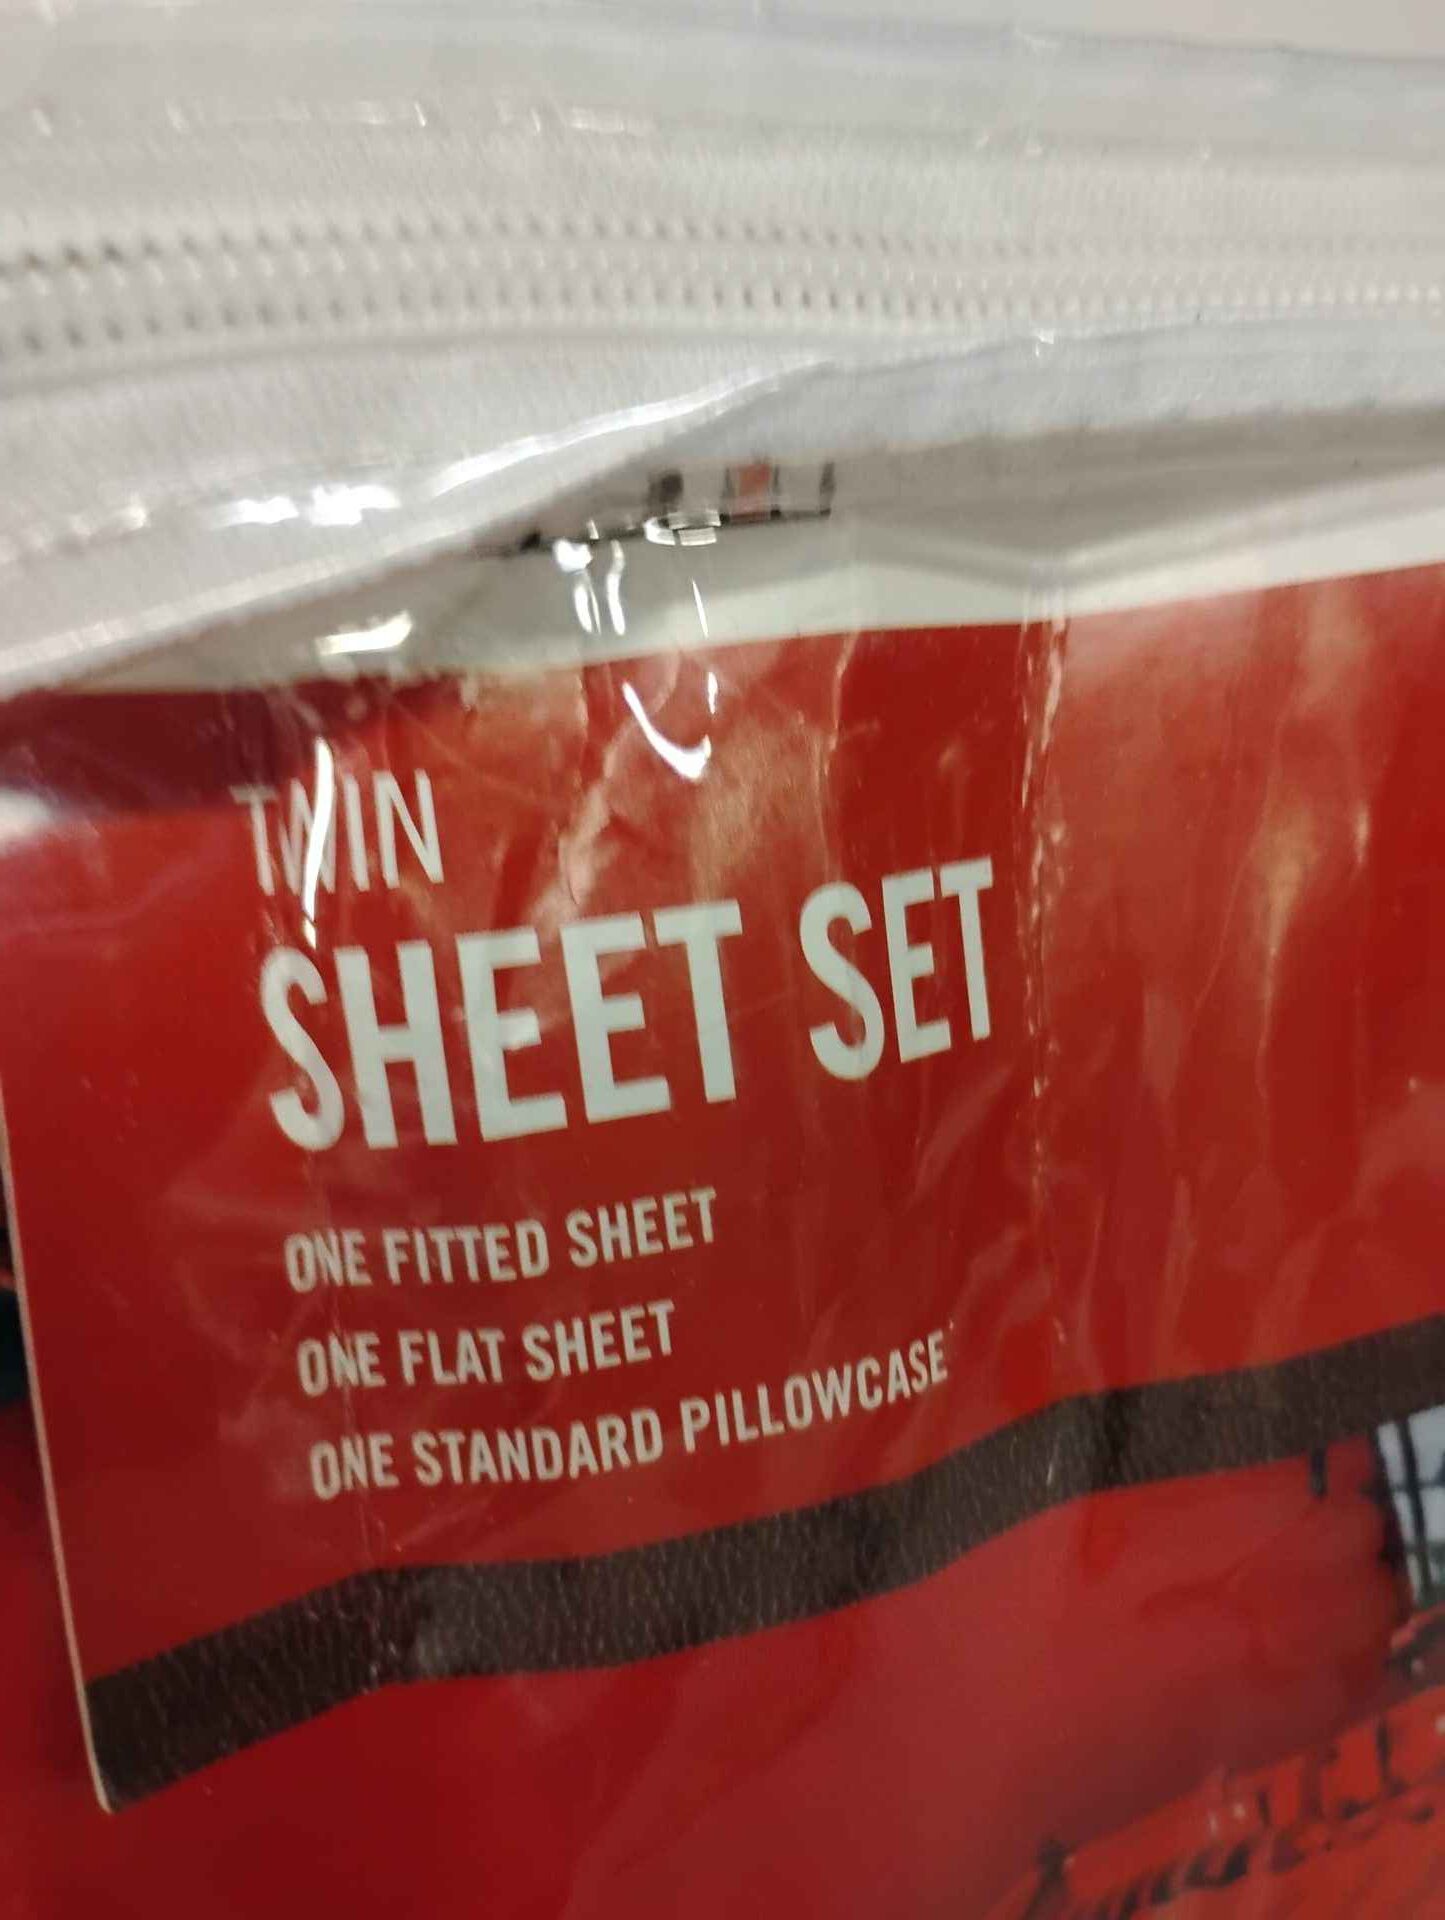 TWIN
SHEET SET
ONE FITTED SHEET
ONE FLAT SHEET
ONE STANDARD PILLOWCASE